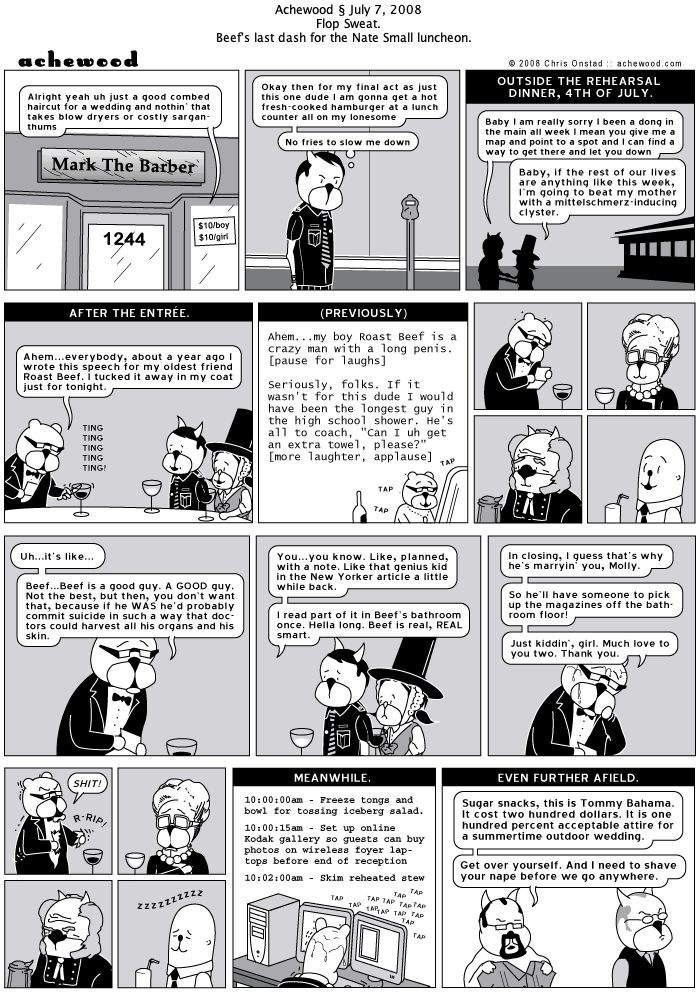 Achewood § July 7, 2008
Flop Sweat.
Beef's last dash for the Nate Small luncheon.
achewood
© 2008 Chris Onstad :: achewood.com
Alright yeah uh just a good combed
haircut for a wedding and nothin' that
takes blow dryers or costly sargan-
thums
Mark The Barber
1244
$10/boy
$10/girl
Okay then for my final act as just
this one dude I am gonna get a hot
fresh-cooked hamburger at a lunch
counter all on my lonesome
No fries to slow me down
OUTSIDE THE REHEARSAL
DINNER, 4TH OF JULY.
Baby I am really sorry I been a dong in
the main all week I mean you give me a
map and point to a spot and I can find a
way to get there and let you down
Baby, if the rest of our lives
are anything like this week,
I'm going to beat my mother
with a mittelschmerz-inducing
clyster.
AFTER THE ENTRÉE.
Ahem...everybody, about a year ago I
wrote this speech for my oldest friend
Roast Beef. I tucked it away in my coat
just for tonight.
TING
TING
TING
TING
TING!
(PREVIOUSLY)
Ahem...my boy Roast Beef is a
crazy man with a long penis.
[pause for laughs]
Seriously, folks. If it
wasn't for this dude I would
have been the longest guy in
the high school shower. He's
all to coach, "Can I uh get
an extra towel, please?"
[more laughter, applause]
TAP
TAP
TAP
Uh...it's like...
Beef...Beef is a good guy. A GOOD guy.
Not the best, but then, you don't want
that, because if he WAS he'd probably
commit suicide in such a way that doc-
tors could harvest all his organs and his
skin.
You...you know. Like, planned,
with a note. Like that genius kid
in the New Yorker article a little
while back.
I read part of it in Beef's bathroom
once. Hella long. Beef is real, REAL
smart.
In closing, I guess that's why
he's marryin' you, Molly.
So he'll have someone to pick
up the magazines off the bath-
room floor!
Just kiddin', girl. Much love to
you two. Thank you.
SHIT!
R-RIP!
ZZZZZZZZZZ
MEANWHILE.
10:00:00am - Freeze tongs and
bowl for tossing iceberg salad.
10:00:15am - Set up online
Kodak gallery so guests can buy
photos on wireless foyer lap-
tops before end of reception
10:02:00am - Skim reheated stew
TAP
TAP
TAP
TAP TAP TAP
TAP TAP TAP TAP
TAP
EVEN FURTHER AFIELD.
Sugar snacks, this is Tommy Bahama.
It cost two hundred dollars. It is one
hundred percent acceptable attire for
a summertime outdoor wedding.
Get over yourself. And I need to shave
your nape before we go anywhere.